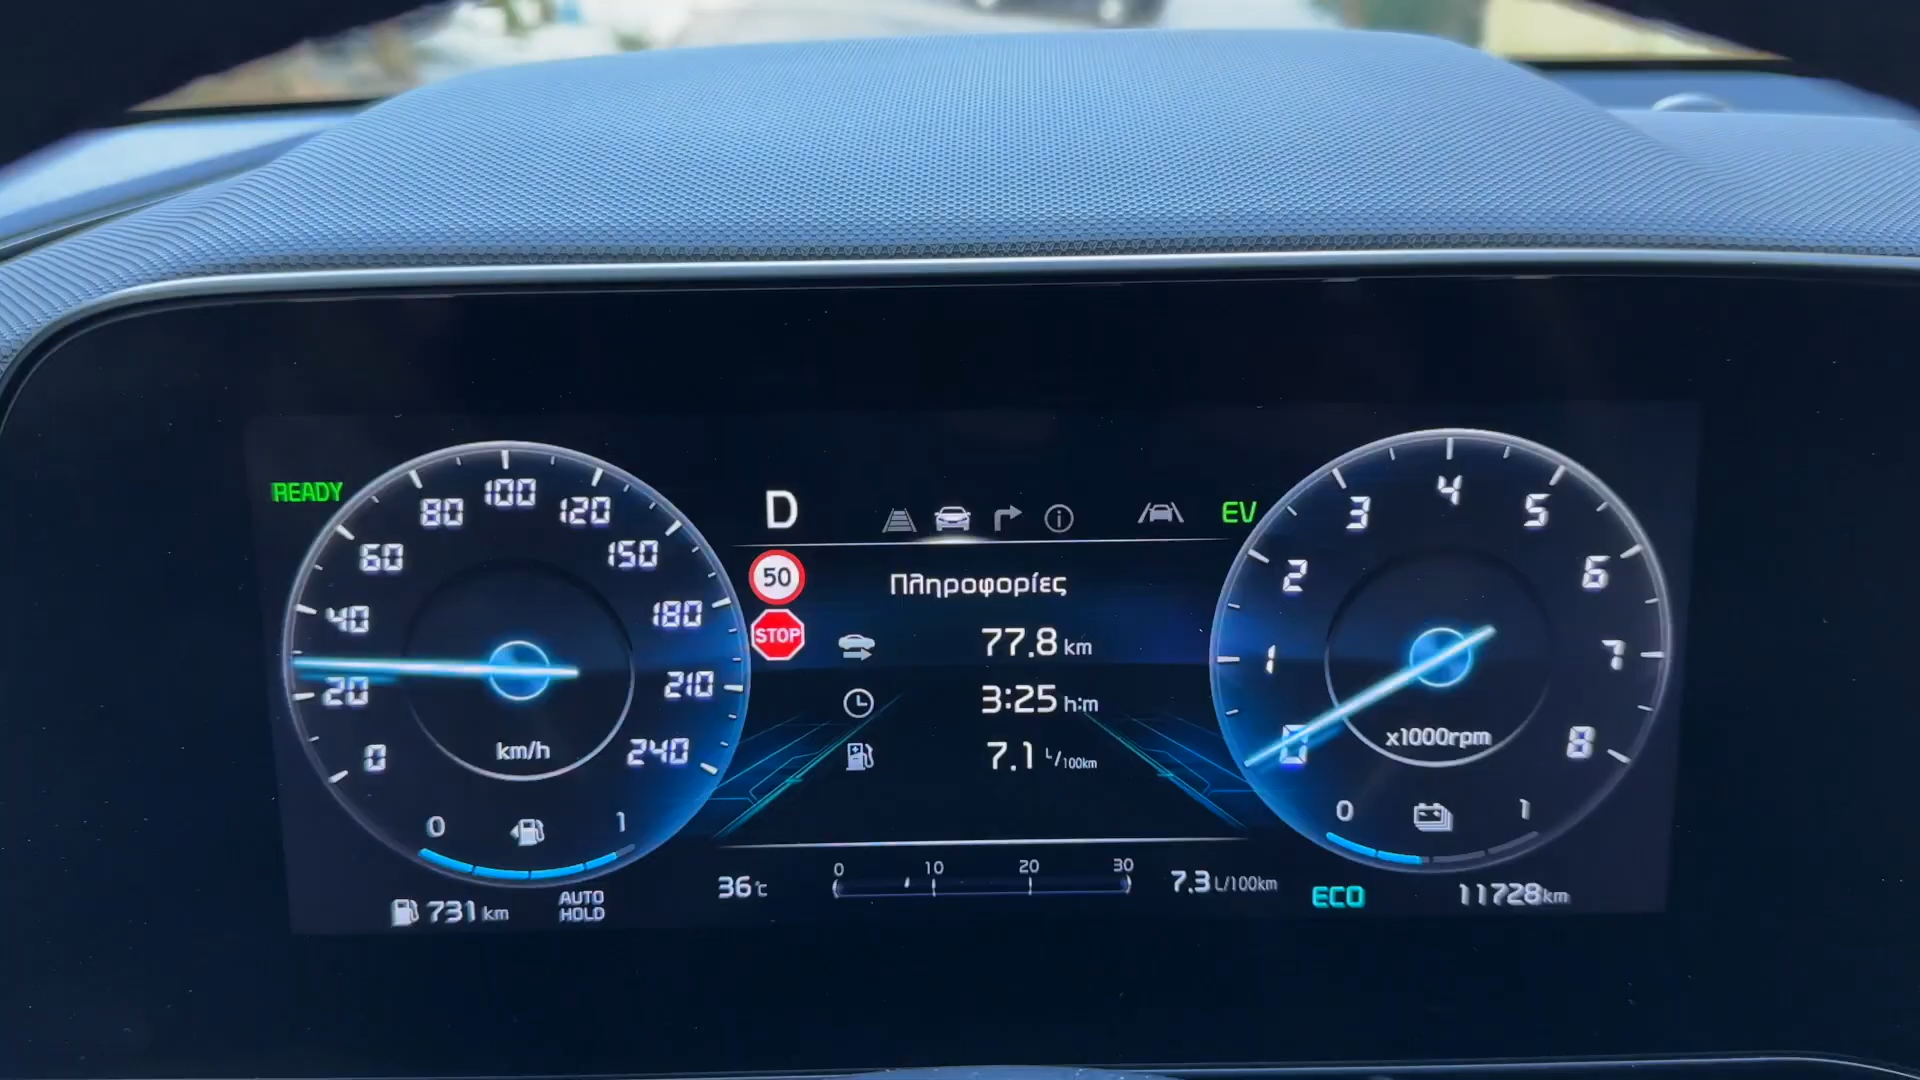 READY
0
20
40
60
80
100
120
150
180
210
240
km/h
0
1
731 km
AUTO
HOLD
D
50
STOP
EV
Πληροφορίες
77.8 km
3:25 h:m
7.1 L/100km
36°C
0 10 20 30
7.3 L/100km
0
1
2
3
4
5
6
7
8
x1000rpm
0
1
ECO
11728 km